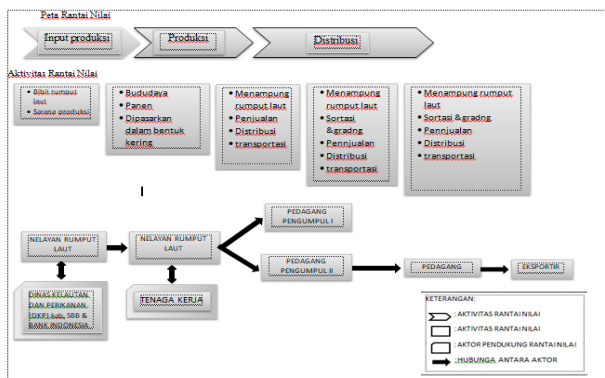 Peta Rantai Nilai
Input produksi
Produksi
Distribusi
Aktivitas Rantai Nilai
• Bibit rumput
laut
• Sarana produksi
• Bududaya
• Panen
• Dipasarkan
dalam bentuk
kering
• Menampung
rumput laut
• Penjualan
• Distribusi
• transportasi
• Menampung
rumput laut
• Sortasi
&gradng
• Pennjualan
• Distribusi
• transportasi
• Menampung rumput
laut
• Sortasi &gradng
• Pennjualan
• Distribusi
• transportasi
PEDAGANG
PENGUMPUL I
NELAYAN RUMPUT
LAUT
NELAYAN RUMPUT
LAUT
PEDAGANG
PENGUMPUL II
PEDAGANG
EKSPORTIR
DINAS KELAUTAN
DAN PERIKANAN
(DKP) kab, SBB &
BANK INDONESIA
TENAGA KERJA
KETERANGAN:
: AKTIVITAS RANTAI NILAI
: AKTIVITAS RANTAI NILAI
: AKTOR PENDUKUNG RANTAI NILAI
: HUBUNGA ANTARA AKTOR